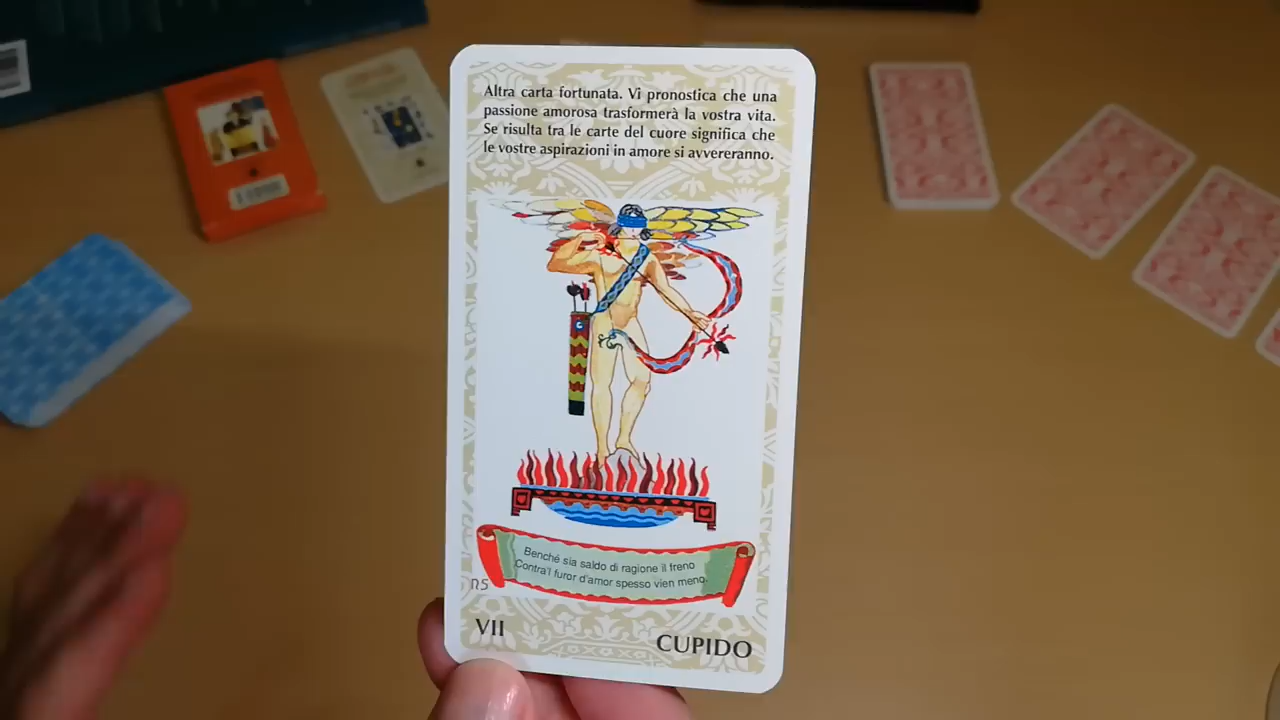 Altra carta fortunata. Vi pronostica che una
passione amorosa trasformerà la vostra vita.
Se risulta tra le carte del cuore significa che
le vostre aspirazioni in amore si avvereranno.
Benché sia saldo di ragione il freno
Contra'l furor d'amor spesso vien meno.
VII
CUPIDO